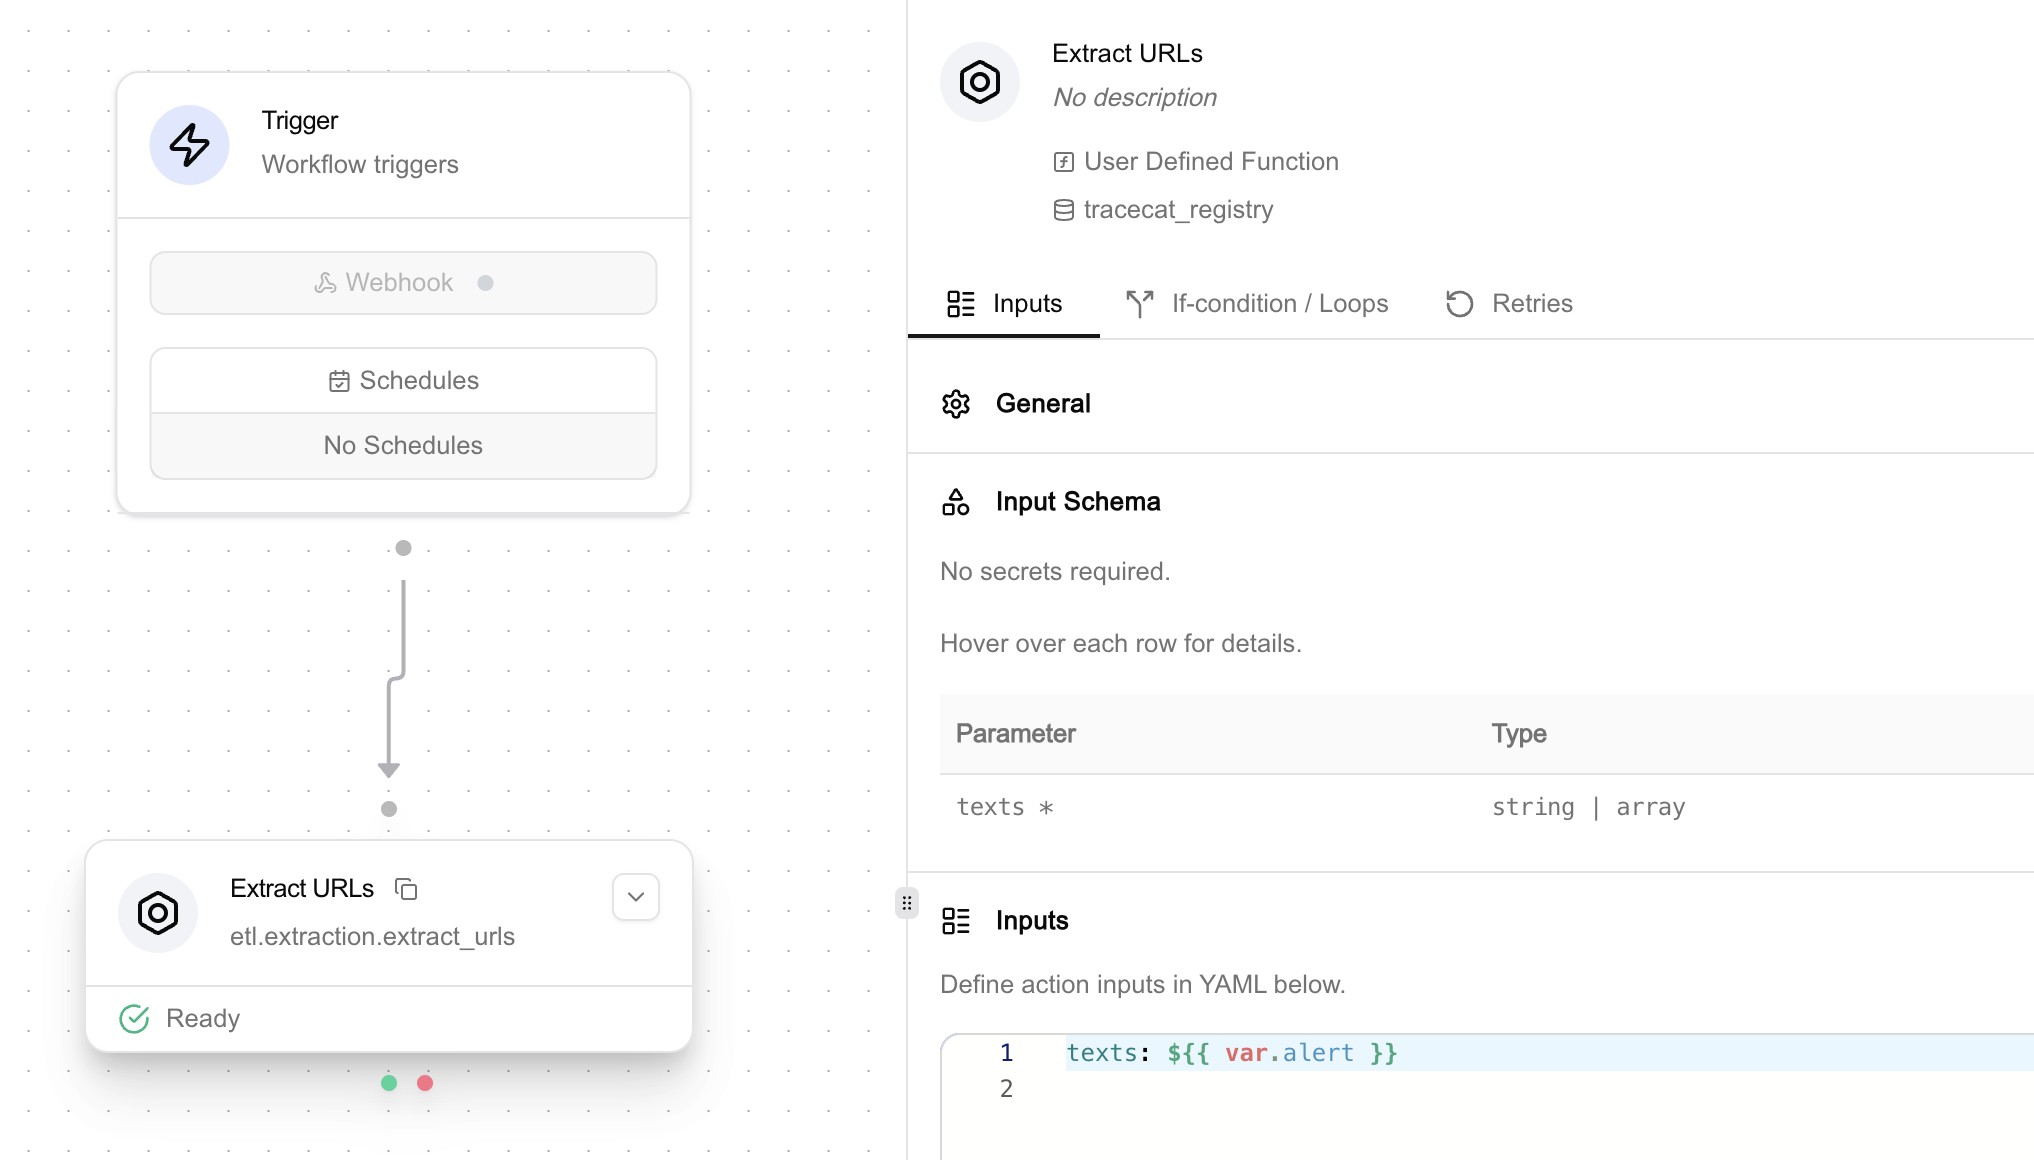 Trigger
Workflow triggers
Webhook
Schedules
No Schedules
Extract URLs
etl.extraction.extract_urls
Ready
Extract URLs
No description
User Defined Function
tracecat_registry
Inputs If-condition / Loops Retries
General
Input Schema
No secrets required.
Hover over each row for details.
Parameter Type
texts * string | array
Inputs
Define action inputs in YAML below.
1 texts: ${{ var.alert }}
2